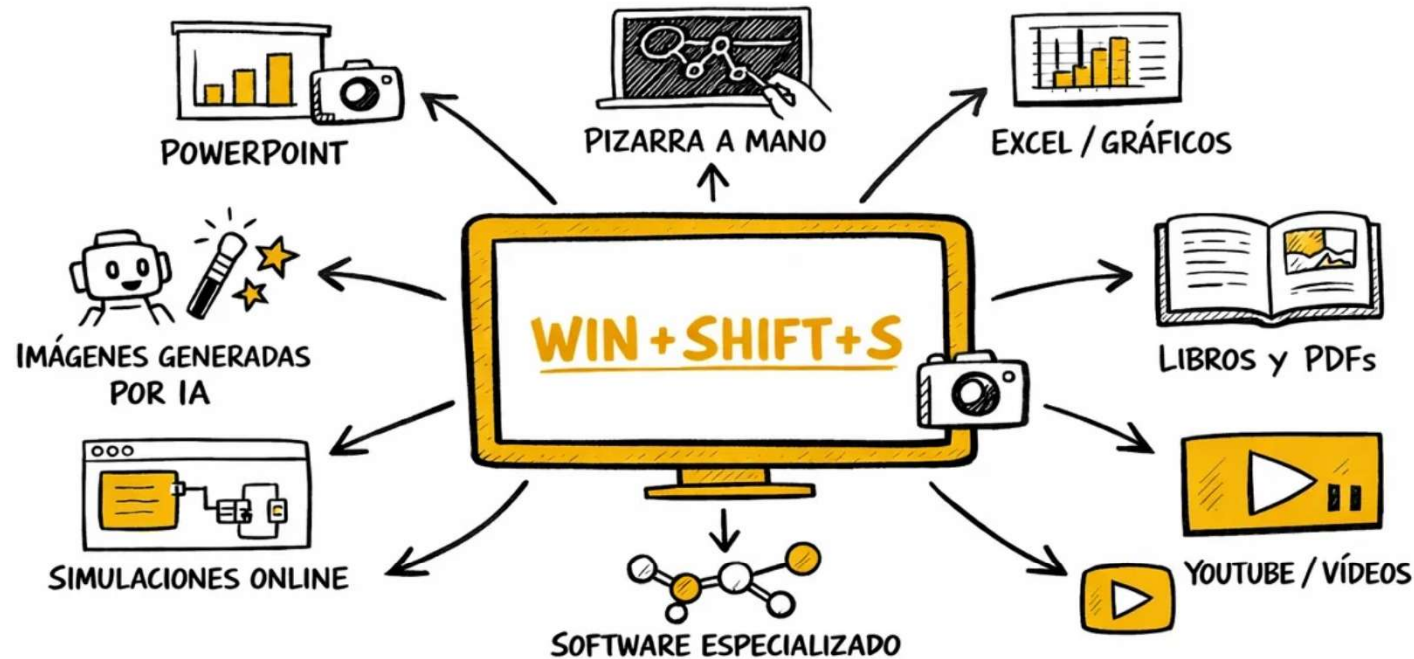 POWERPOINT
PIZARRA A MANO
EXCEL / GRÁFICOS
IMÁGENES GENERADAS
POR IA
WIN + SHIFT + S
LIBROS y PDFs
SIMULACIONES ONLINE
YOUTUBE / VÍDEOS
SOFTWARE ESPECIALIZADO